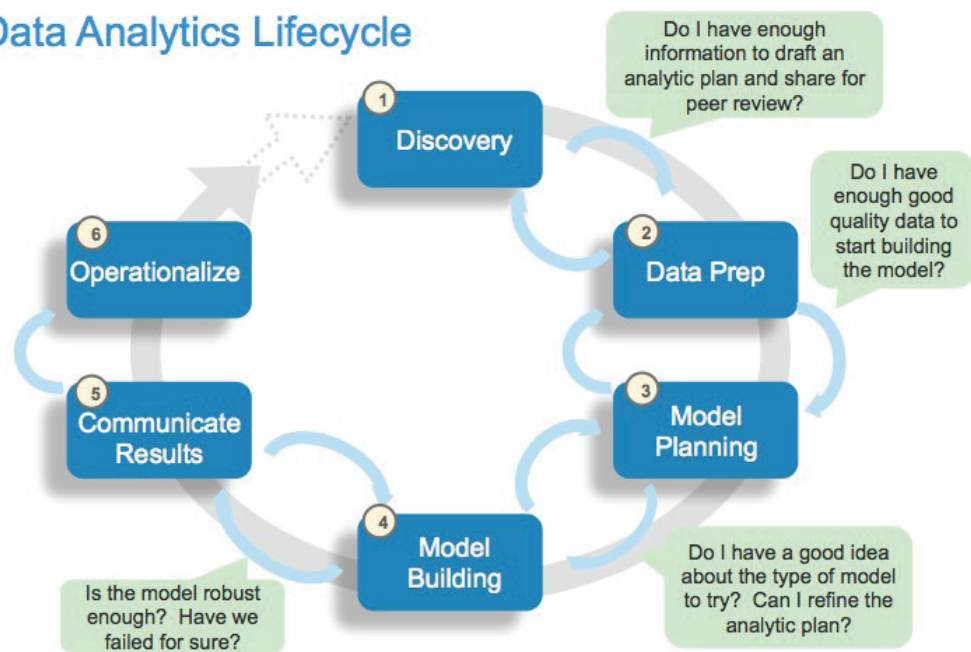 Data Analytics Lifecycle
Do I have enough
information to draft an
analytic plan and share for
peer review?
1
Discovery
Do I have
enough good
quality data to
start building
the model?
2
Data Prep
6
Operationalize
3
Model
Planning
5
Communicate
Results
4
Model
Building
Do I have a good idea
about the type of model
to try? Can I refine the
analytic plan?
Is the model robust
enough? Have we
failed for sure?